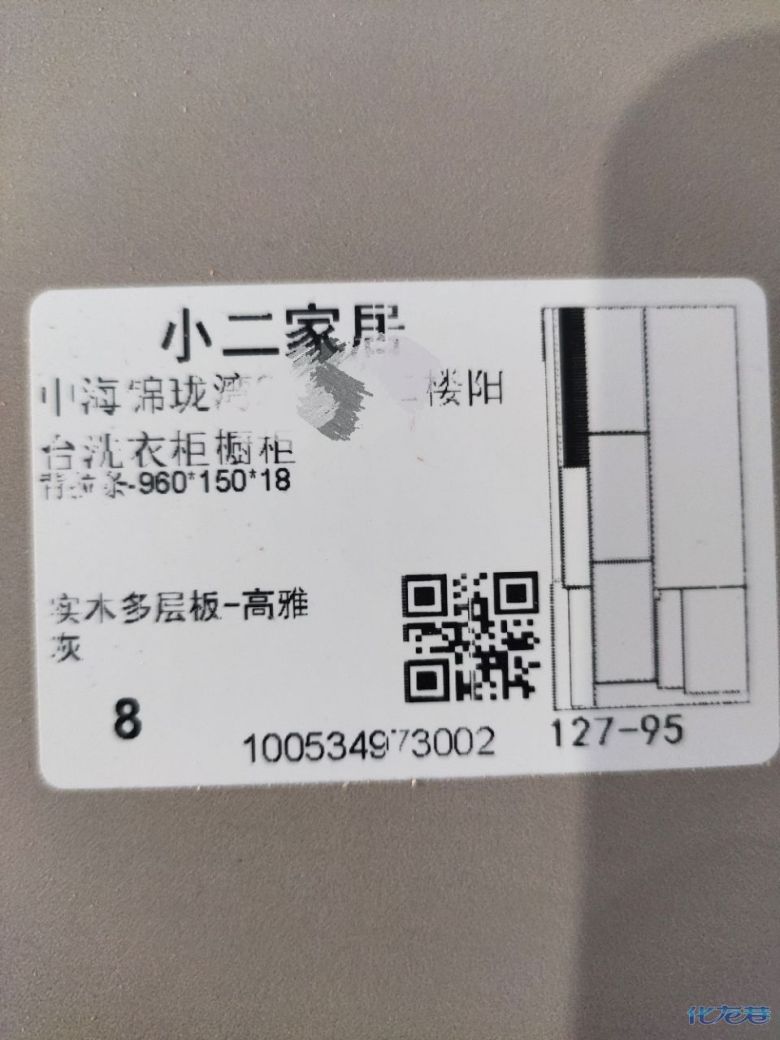 小二家居
中海锦珑湾 楼阳
台洗衣柜橱柜
背拉条-960*150*18
实木多层板-高雅
灰
8
100534973002
127-95
化龙巷